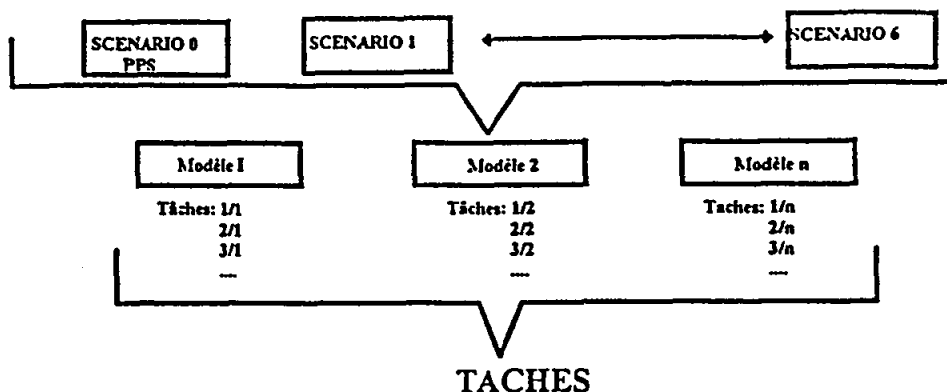 SCENARIO 0
PPS
SCENARIO 1
SCENARIO 6
Modèle 1
Modèle 2
Modèle n
Tâches: 1/1
2/1
3/1
....
Tâches: 1/2
2/2
3/2
....
Taches: 1/n
2/n
3/n
....
TACHES